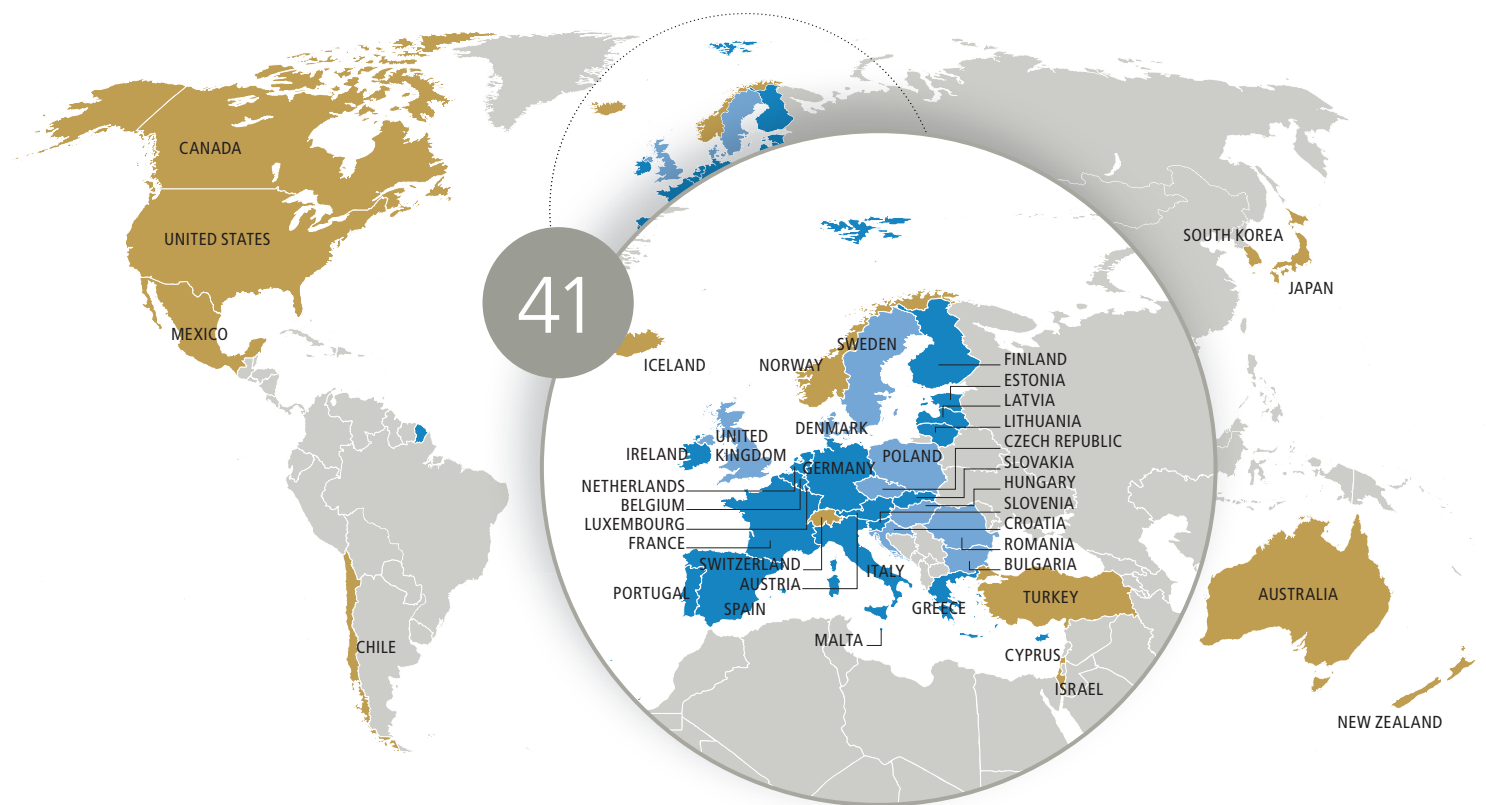 CANADA
UNITED STATES
MEXICO
CHILE
41
ICELAND
NORWAY
SWEDEN
FINLAND
ESTONIA
LATVIA
LITHUANIA
CZECH REPUBLIC
SLOVAKIA
HUNGARY
SLOVENIA
CROATIA
ROMANIA
BULGARIA
DENMARK
UNITED
KINGDOM
IRELAND
GERMANY
POLAND
NETHERLANDS
BELGIUM
LUXEMBOURG
FRANCE
SWITZERLAND
AUSTRIA
ITALY
PORTUGAL
SPAIN
GREECE
TURKEY
MALTA
CYPRUS
ISRAEL
SOUTH KOREA
JAPAN
AUSTRALIA
NEW ZEALAND